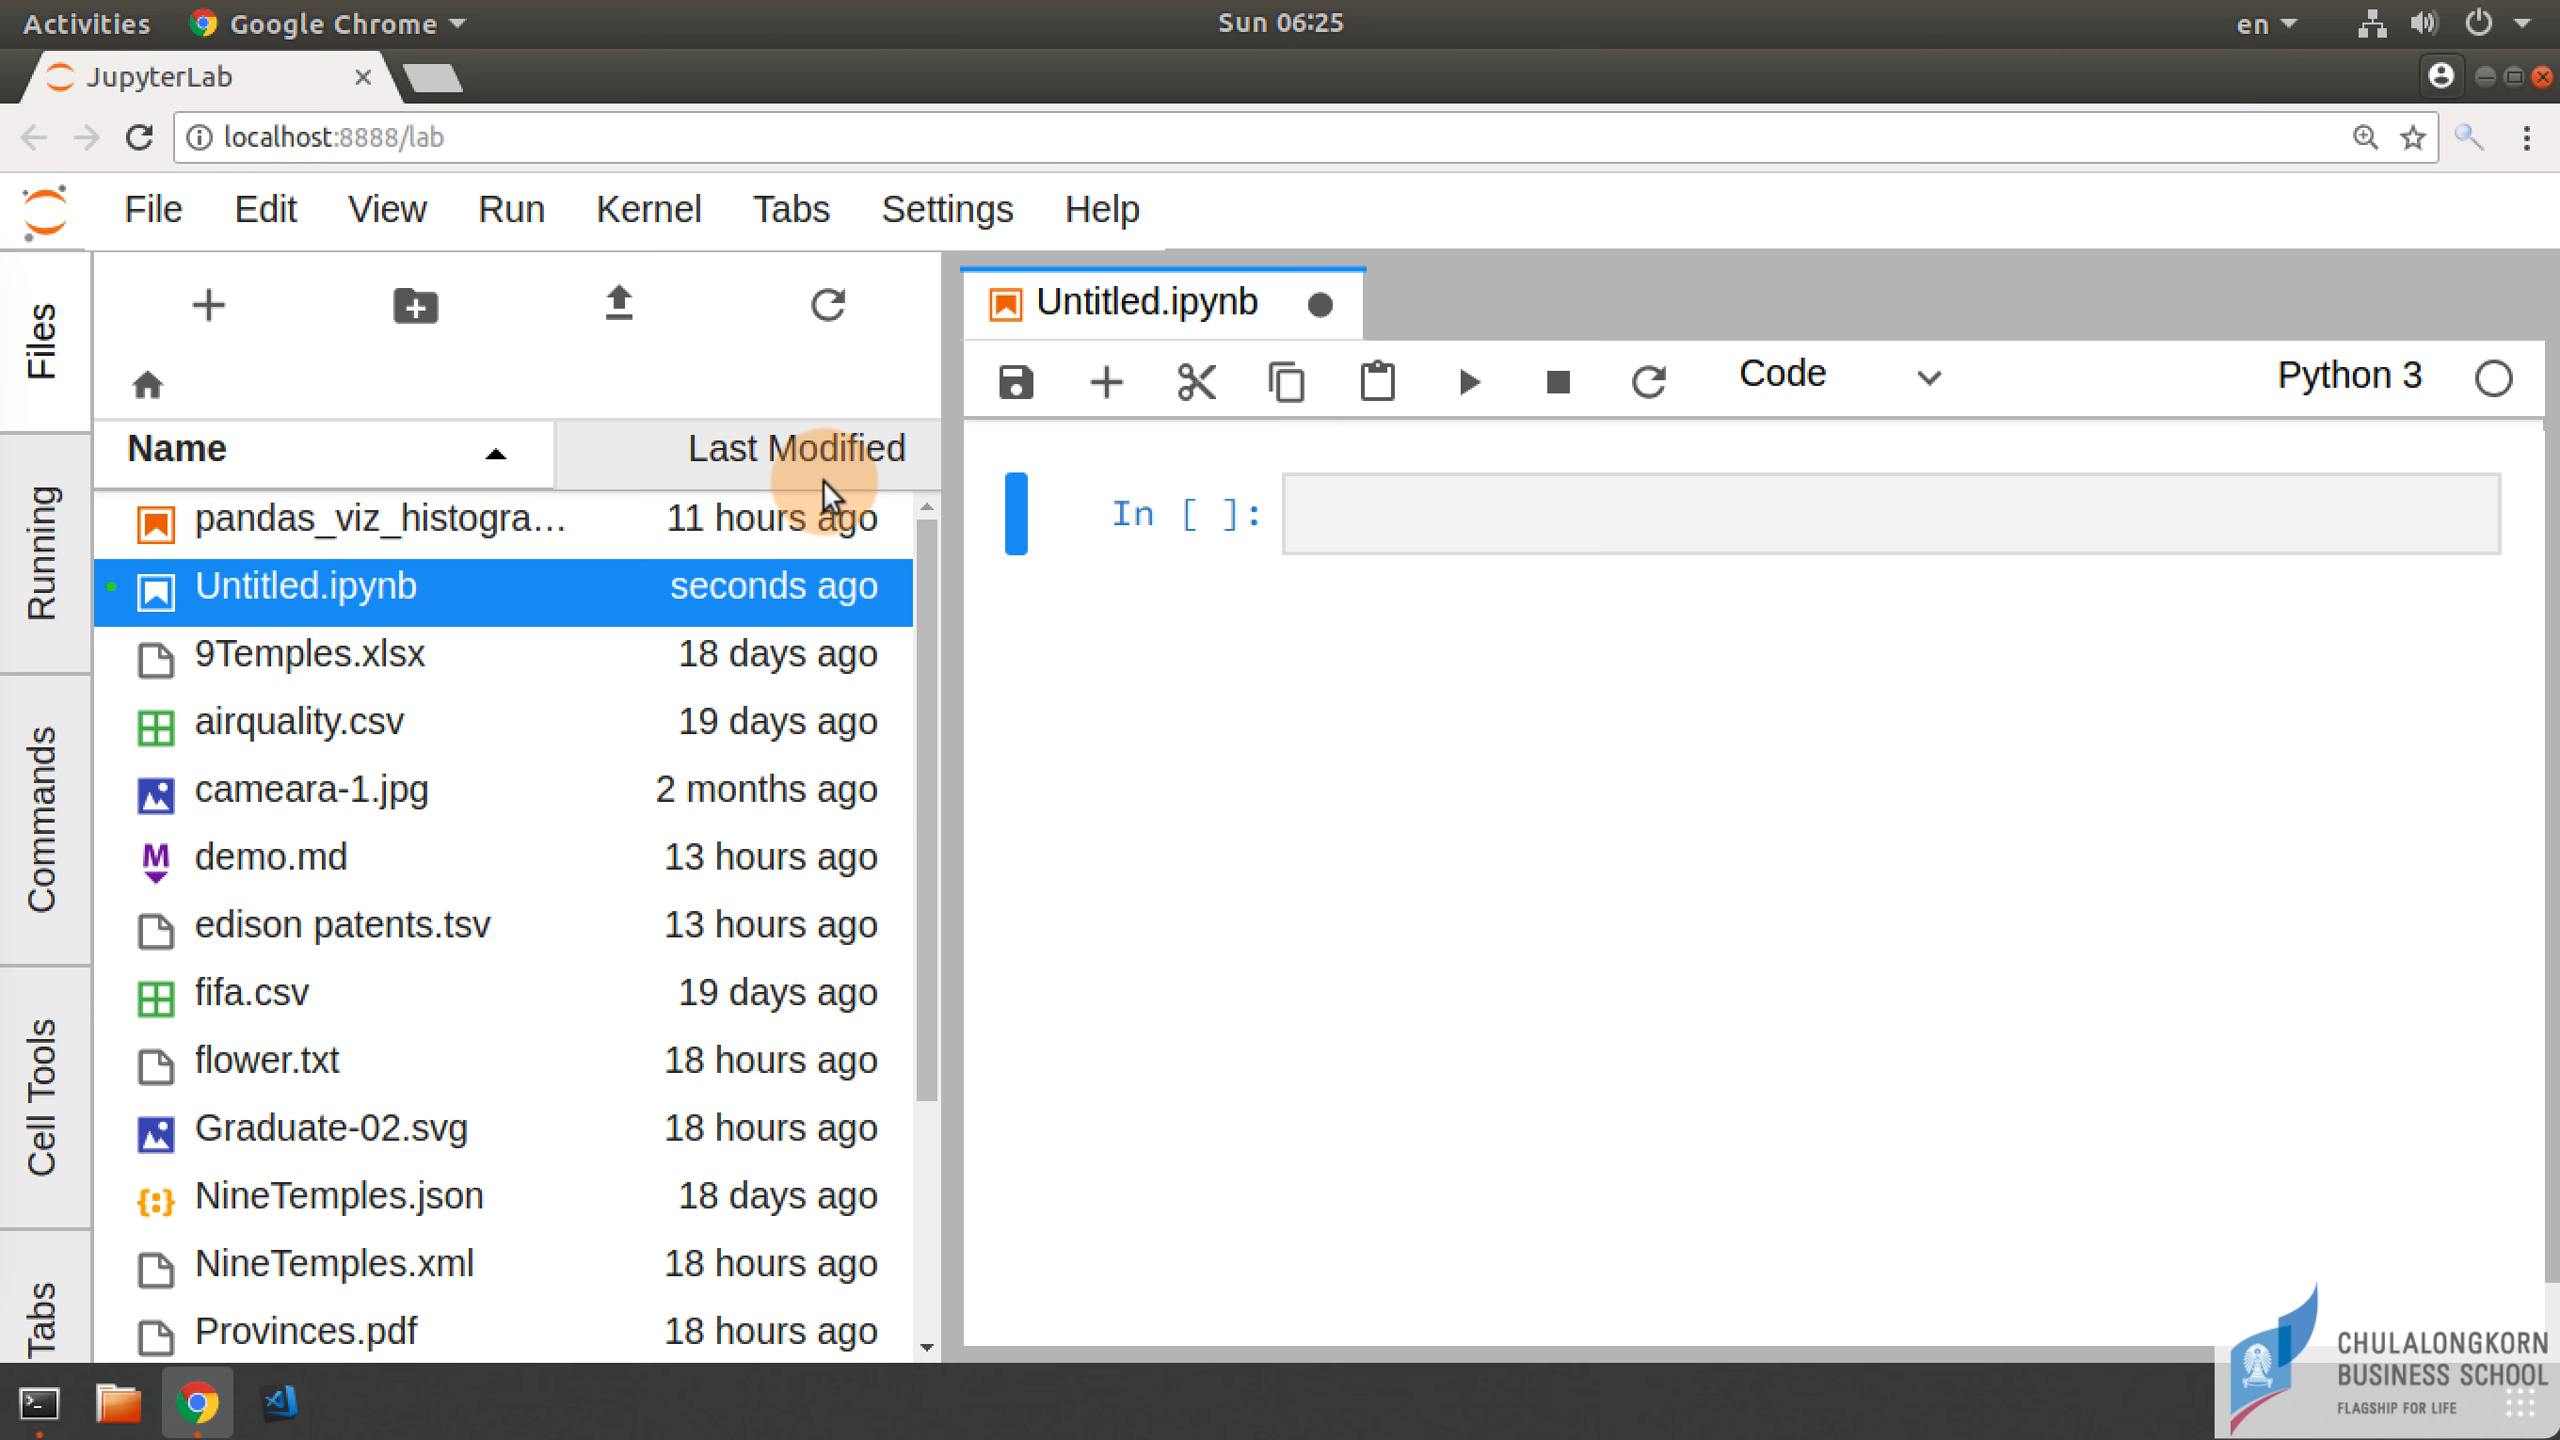 Activities Google Chrome Sun 06:25 en
JupyterLab
localhost:8888/lab
File Edit View Run Kernel Tabs Settings Help
Files
Running
Commands
Cell Tools
Tabs
Name Last Modified
pandas_viz_histogra... 11 hours ago
Untitled.ipynb seconds ago
9Temples.xlsx 18 days ago
airquality.csv 19 days ago
cameara-1.jpg 2 months ago
demo.md 13 hours ago
edison patents.tsv 13 hours ago
fifa.csv 19 days ago
flower.txt 18 hours ago
Graduate-02.svg 18 hours ago
NineTemples.json 18 days ago
NineTemples.xml 18 hours ago
Provinces.pdf 18 hours ago
Untitled.ipynb
Code Python 3
In [ ]:
CHULALONGKORN
BUSINESS SCHOOL
FLAGSHIP FOR LIFE